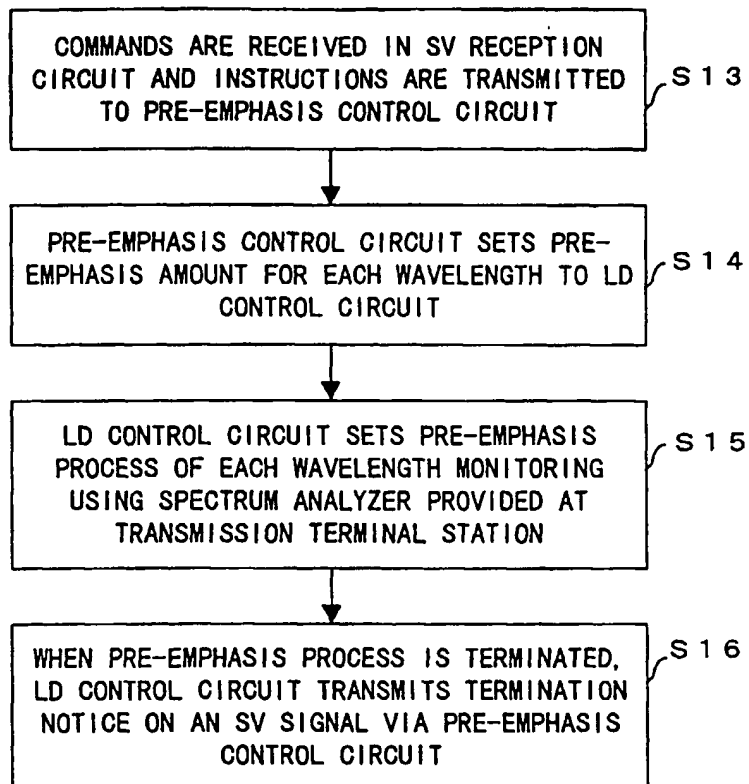 COMMANDS ARE RECEIVED IN SV RECEPTION
CIRCUIT AND INSTRUCTIONS ARE TRANSMITTED
TO PRE-EMPHASIS CONTROL CIRCUIT
S13
PRE-EMPHASIS CONTROL CIRCUIT SETS PRE-
EMPHASIS AMOUNT FOR EACH WAVELENGTH TO LD
CONTROL CIRCUIT
S14
LD CONTROL CIRCUIT SETS PRE-EMPHASIS
PROCESS OF EACH WAVELENGTH MONITORING
USING SPECTRUM ANALYZER PROVIDED AT
TRANSMISSION TERMINAL STATION
S15
WHEN PRE-EMPHASIS PROCESS IS TERMINATED,
LD CONTROL CIRCUIT TRANSMITS TERMINATION
NOTICE ON AN SV SIGNAL VIA PRE-EMPHASIS
CONTROL CIRCUIT
S16